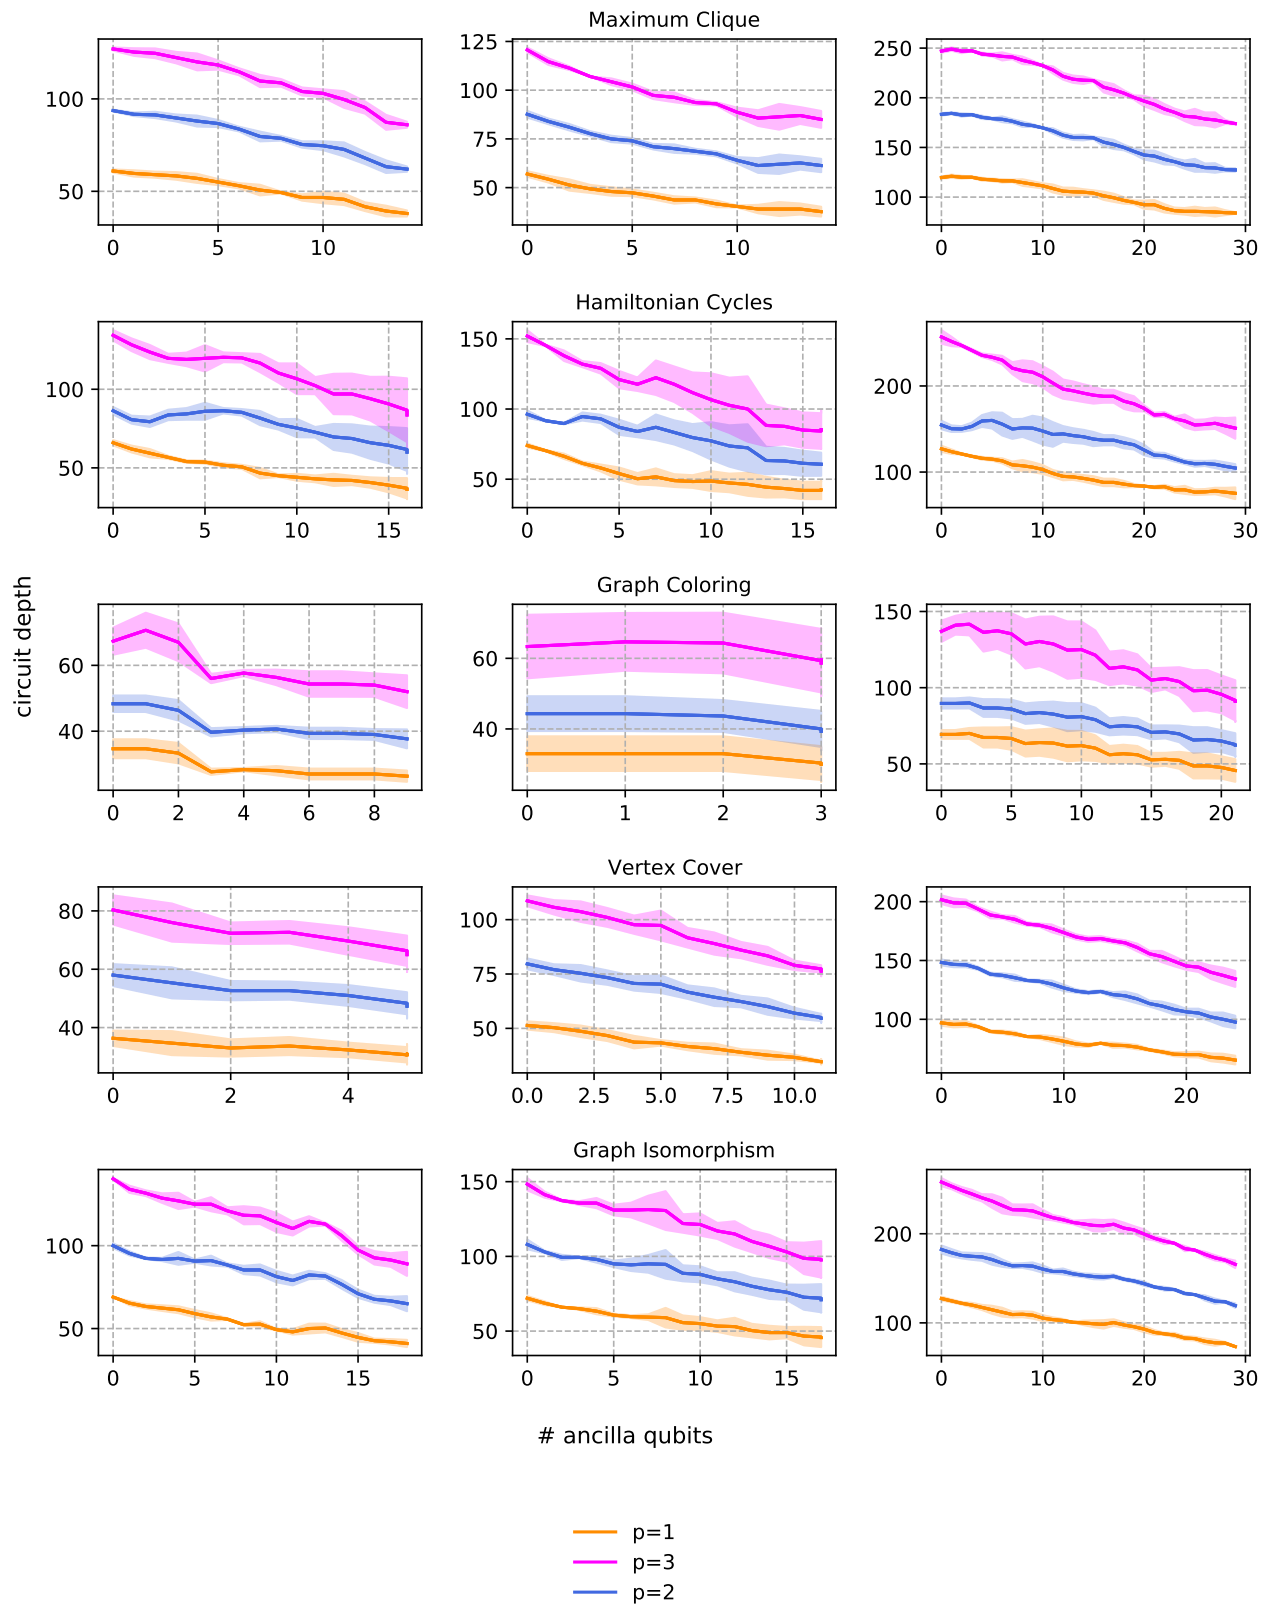 Maximum Clique
125
250
100
100
200
75
150
50
50
100
0 5 10
0 5 10
0 10 20 30
Hamiltonian Cycles
150
100
200
100
50
50
100
0 5 10 15
0 5 10 15
0 10 20 30
circuit depth
Graph Coloring
150
60
60
100
40
40
50
0 2 4 6 8
0 1 2 3
0 5 10 15 20
Vertex Cover
80
100
200
60
75
150
40
50
100
0 2 4
0.0 2.5 5.0 7.5 10.0
0 10 20
Graph Isomorphism
150
100
100
200
50
50
100
0 5 10 15
0 5 10 15
0 10 20 30
# ancilla qubits
p=1
p=3
p=2